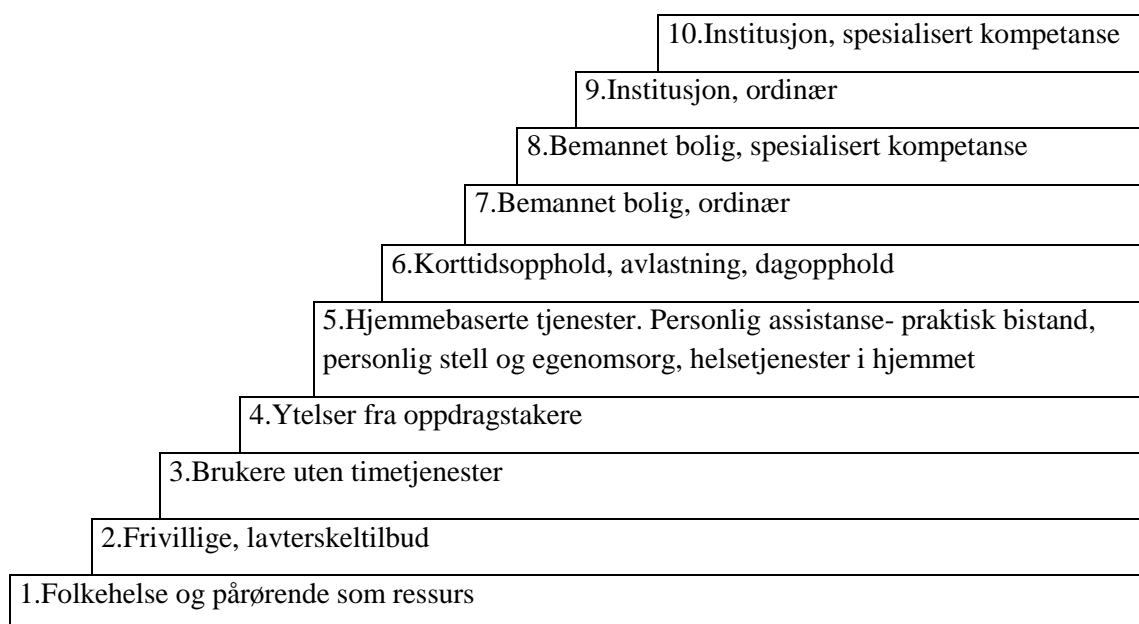 10.Institusjon, spesialisert kompetanse
9.Institusjon, ordinær
8.Bemannet bolig, spesialisert kompetanse
7.Bemannet bolig, ordinær
6.Korttidsopphold, avlastning, dagopphold
5.Hjemmebaserte tjenester. Personlig assistanse- praktisk bistand,
personlig stell og egenomsorg, helsetjenester i hjemmet
4.Ytelser fra oppdragstakere
3.Brukere uten timetjenester
2.Frivillige, lavterskeltilbud
1.Folkehelse og pårørende som ressurs